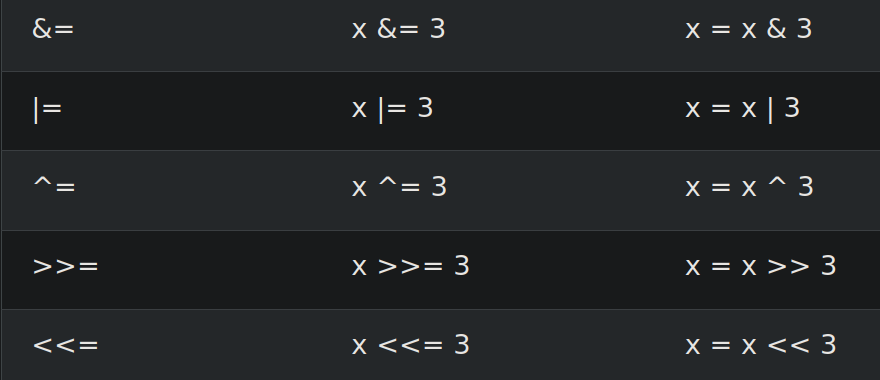 &= x &= 3 x = x & 3
|= x |= 3 x = x | 3
^= x ^= 3 x = x ^ 3
>>= x >>= 3 x = x >> 3
<<= x <<= 3 x = x << 3